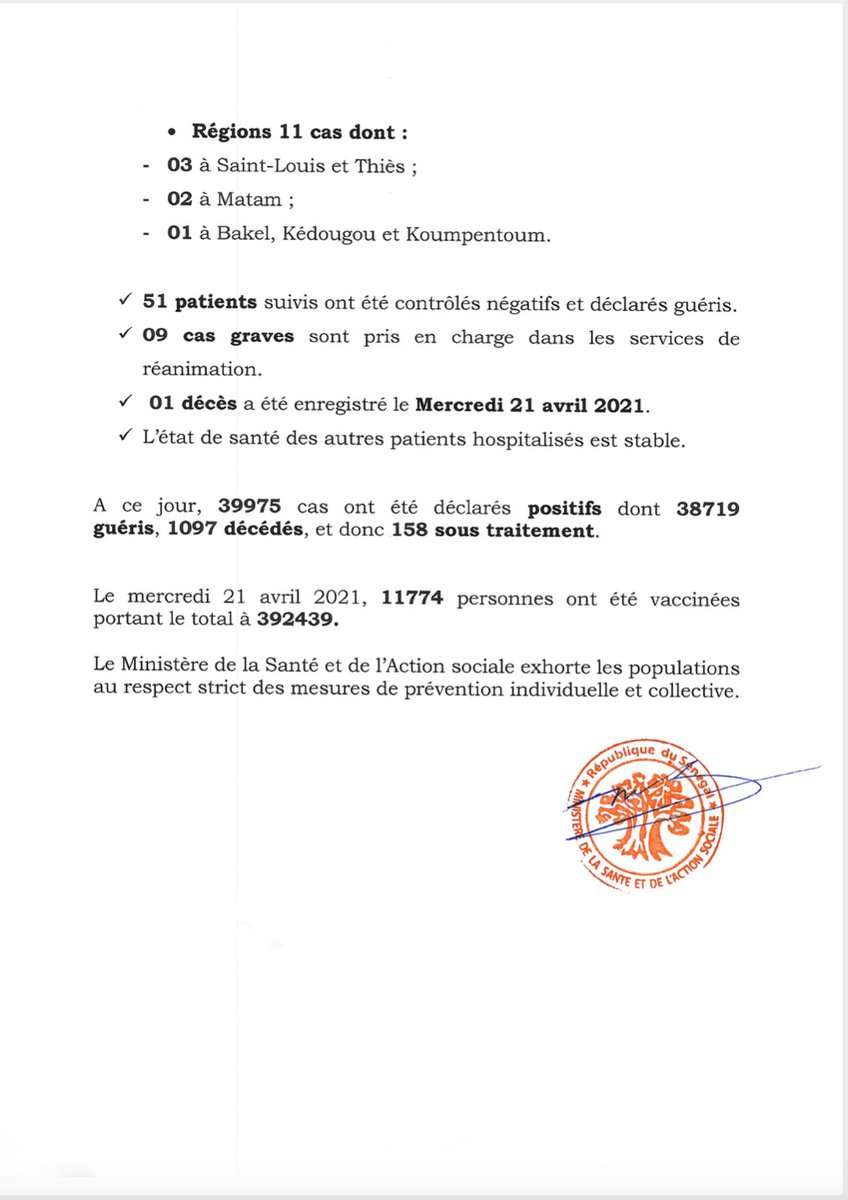 • Régions 11 cas dont :
- 03 à Saint-Louis et Thiès ;
- 02 à Matam ;
- 01 à Bakel, Kédougou et Koumpentoum.
✓ 51 patients suivis ont été contrôlés négatifs et déclarés guéris.
✓ 09 cas graves sont pris en charge dans les services de
réanimation.
✓ 01 décès a été enregistré le Mercredi 21 avril 2021.
✓ L'état de santé des autres patients hospitalisés est stable.
A ce jour, 39975 cas ont été déclarés positifs dont 38719
guéris, 1097 décédés, et donc 158 sous traitement.
Le mercredi 21 avril 2021, 11774 personnes ont été vaccinées
portant le total à 392439.
Le Ministère de la Santé et de l'Action sociale exhorte les populations
au respect strict des mesures de prévention individuelle et collective.
★ République du Sénégal ★
MINISTERE DE LA SANTE ET DE L'ACTION SOCIALE